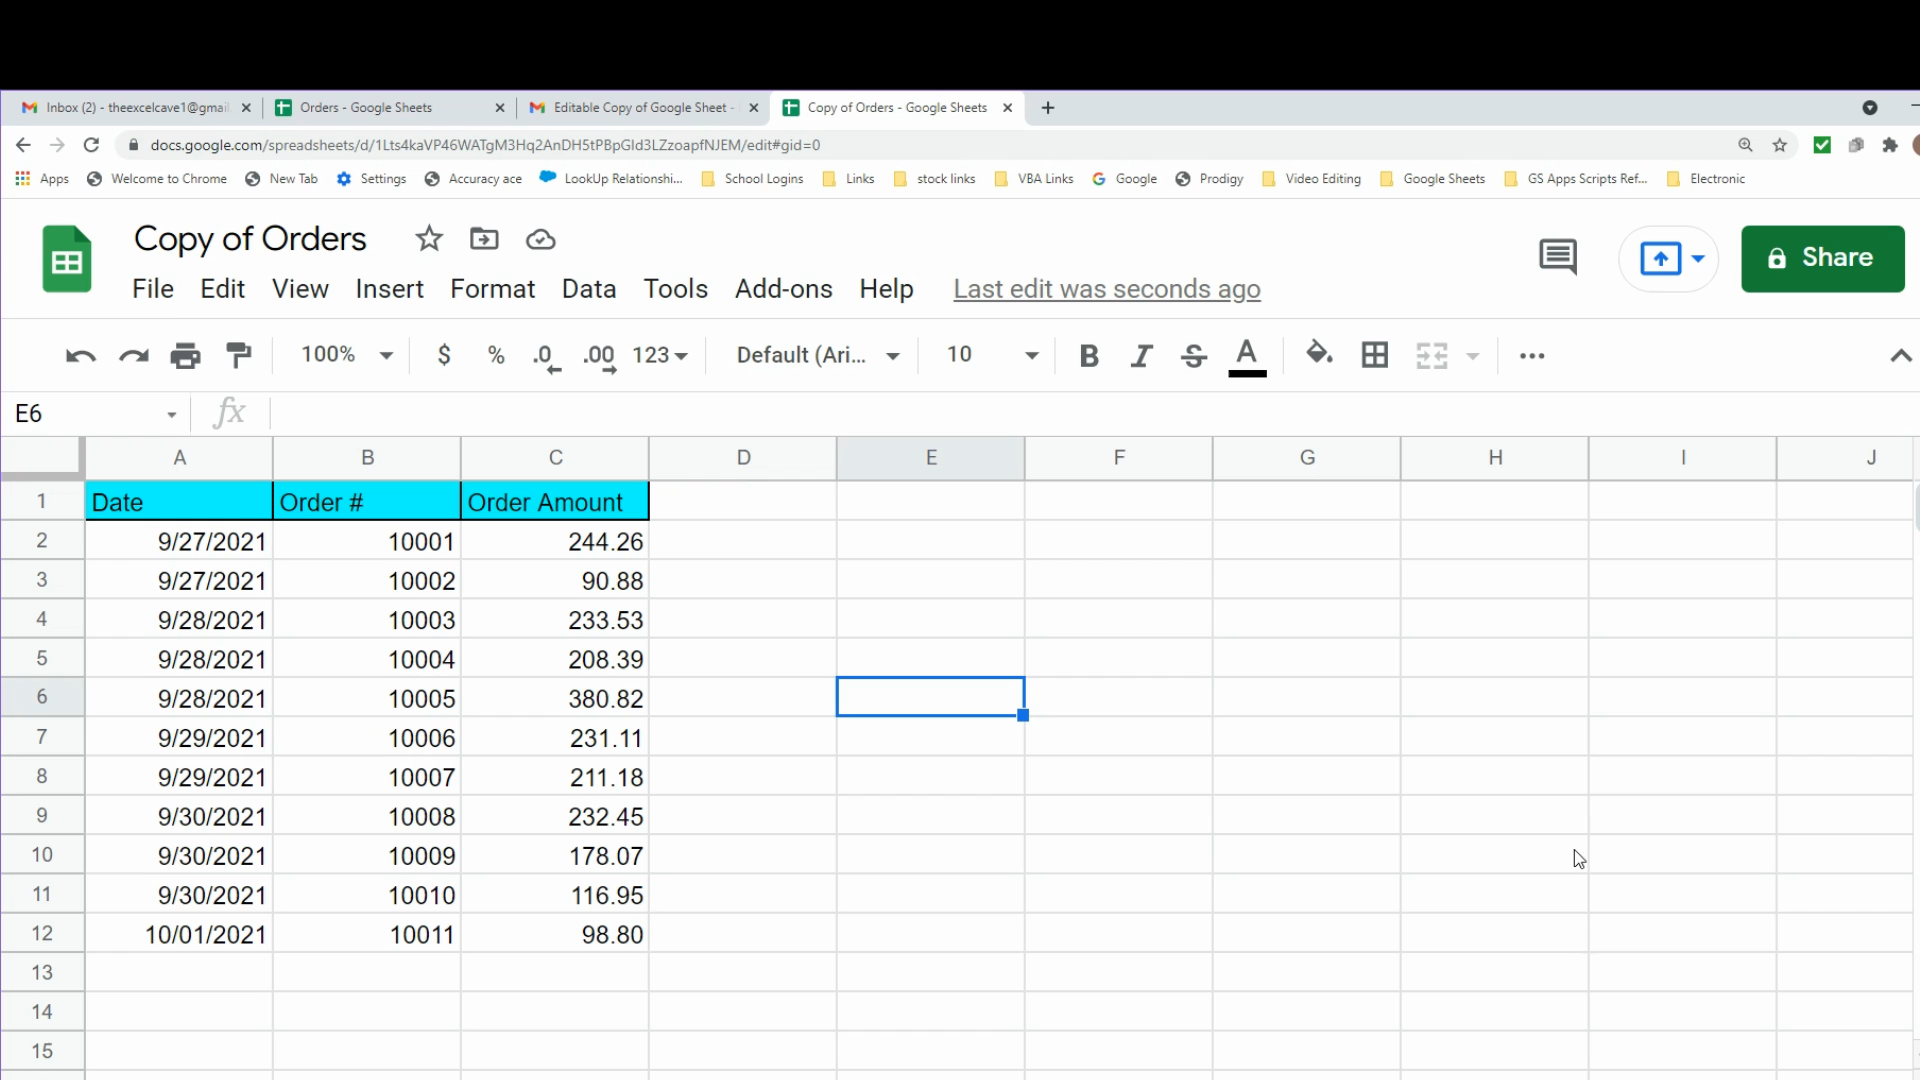 Inbox (2) - theexcelcave1@gmai
Orders - Google Sheets
Editable Copy of Google Sheet -
Copy of Orders - Google Sheets
docs.google.com/spreadsheets/d/1Lts4kaVP46WATgM3Hq2AnDH5tPBpGld3LZzoapfNJEM/edit#gid=0
Apps Welcome to Chrome New Tab Settings Accuracy ace LookUp Relationshi... School Logins Links stock links VBA Links Google Prodigy Video Editing Google Sheets GS Apps Scripts Ref... Electronic
Copy of Orders
Share
File Edit View Insert Format Data Tools Add-ons Help Last edit was seconds ago
100% $ % .0 .00 123 Default (Ari... 10 B I S A
E6 fx
A B C D E F G H I J
1 Date Order # Order Amount
2 9/27/2021 10001 244.26
3 9/27/2021 10002 90.88
4 9/28/2021 10003 233.53
5 9/28/2021 10004 208.39
6 9/28/2021 10005 380.82
7 9/29/2021 10006 231.11
8 9/29/2021 10007 211.18
9 9/30/2021 10008 232.45
10 9/30/2021 10009 178.07
11 9/30/2021 10010 116.95
12 10/01/2021 10011 98.80
13
14
15